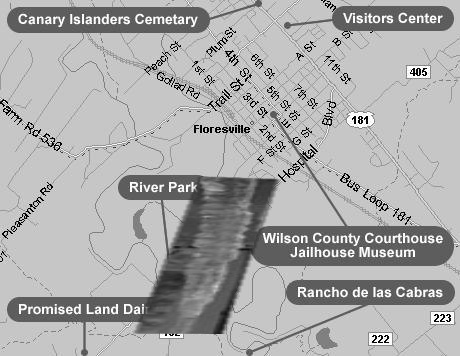 Canary Islanders Cemetery
Visitors Center
Plum St
A St
B St
Peach St
4th St
6th St
11th St
405
1st St
Goliad Rd
5th St
7th St
Trail St
3rd St
Blvd
181
Farm Rd 536
Floresville
2nd St
G St
F St
Hospital
Bus Loop 181
Pleasanton Rd
River Park
Wilson County Courthouse
Jailhouse Museum
Rancho de las Cabras
Promised Land
223
222